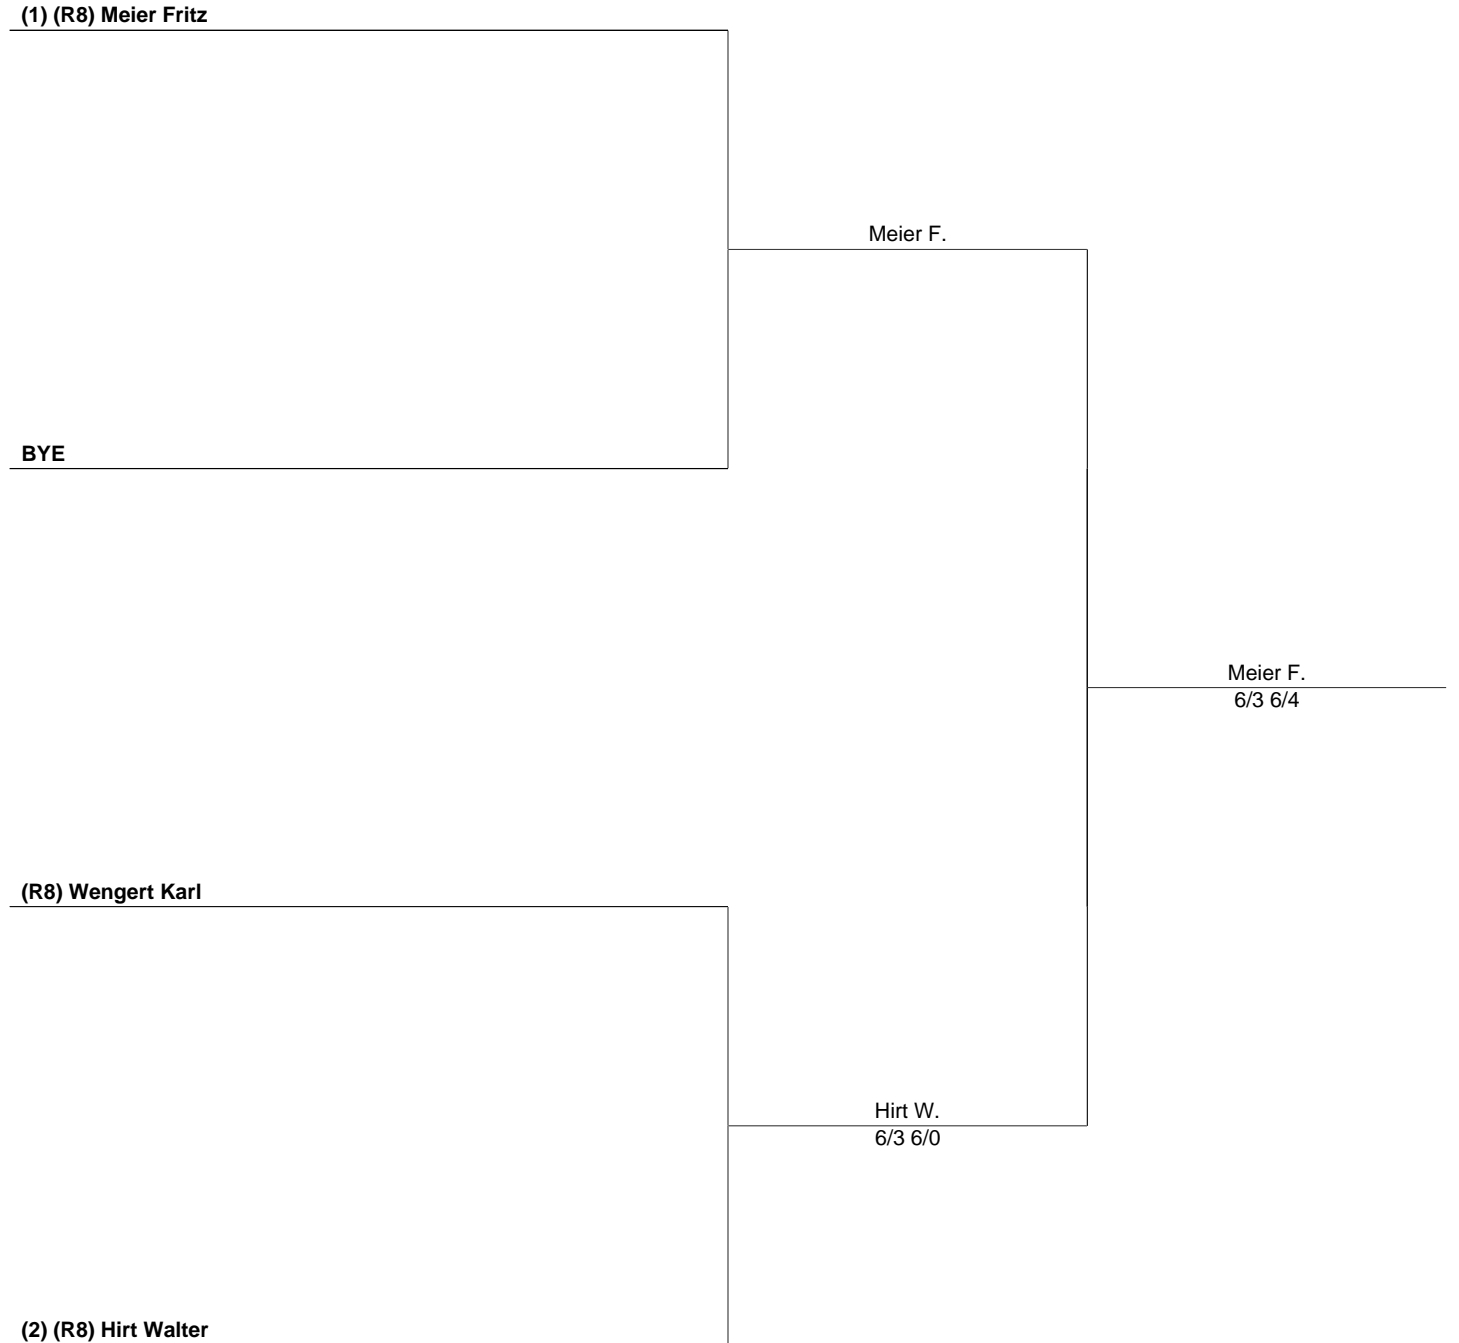 (1) (R8) Meier Fritz
Meier F.
BYE
Meier F.
6/3 6/4
(R8) Wengert Karl
Hirt W.
6/3 6/0
(2) (R8) Hirt Walter